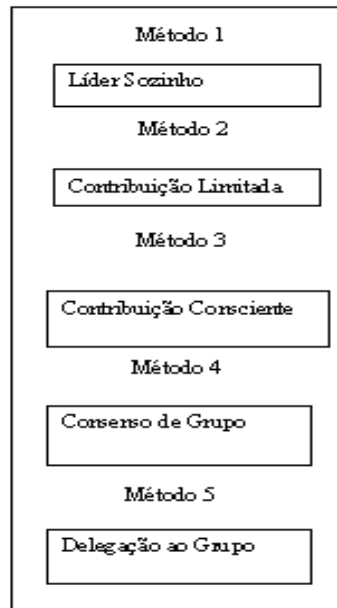 Método 1
Líder Sozinho
Método 2
Contribuição Limitada
Método 3
Contribuição Consciente
Método 4
Consenso de Grupo
Método 5
Delegação ao Grupo